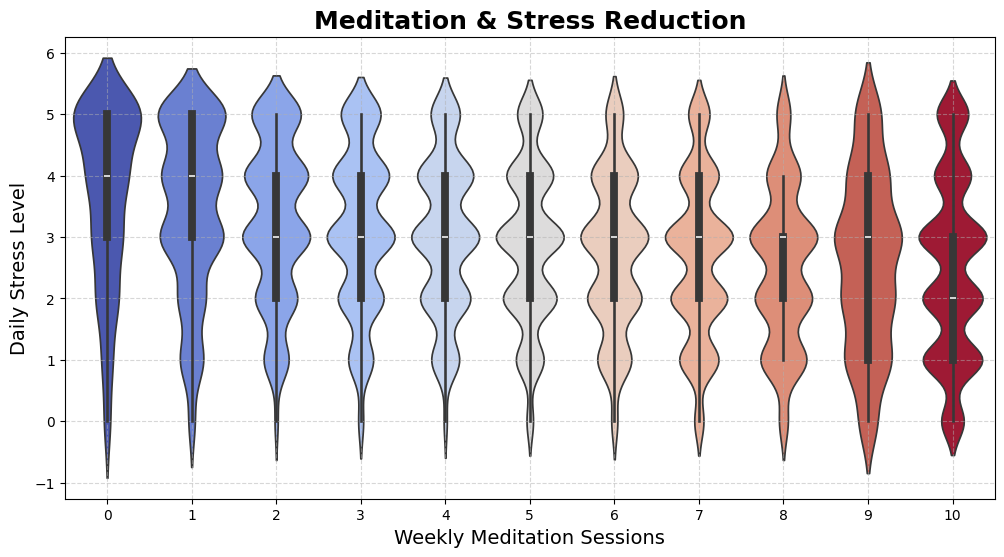 Meditation & Stress Reduction
Daily Stress Level
6
5
4
3
2
1
0
−1
0 1 2 3 4 5 6 7 8 9 10
Weekly Meditation Sessions